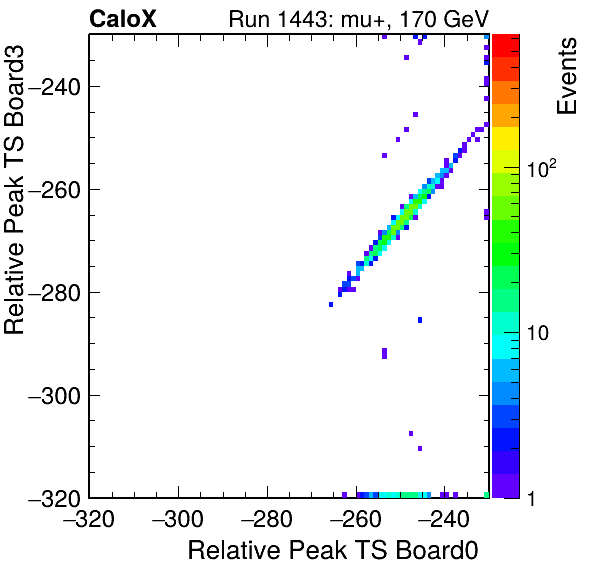 CaloX Run 1443: mu+, 170 GeV
Relative Peak TS Board3
−240
−260
−280
−300
−320
−320 −300 −280 −260 −240
Relative Peak TS Board0
Events
10²
10
1